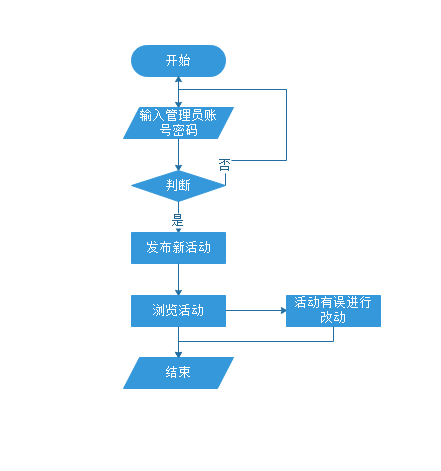 开始
输入管理员账
号密码
否
判断
是
发布新活动
浏览活动
活动有误进行
改动
结束